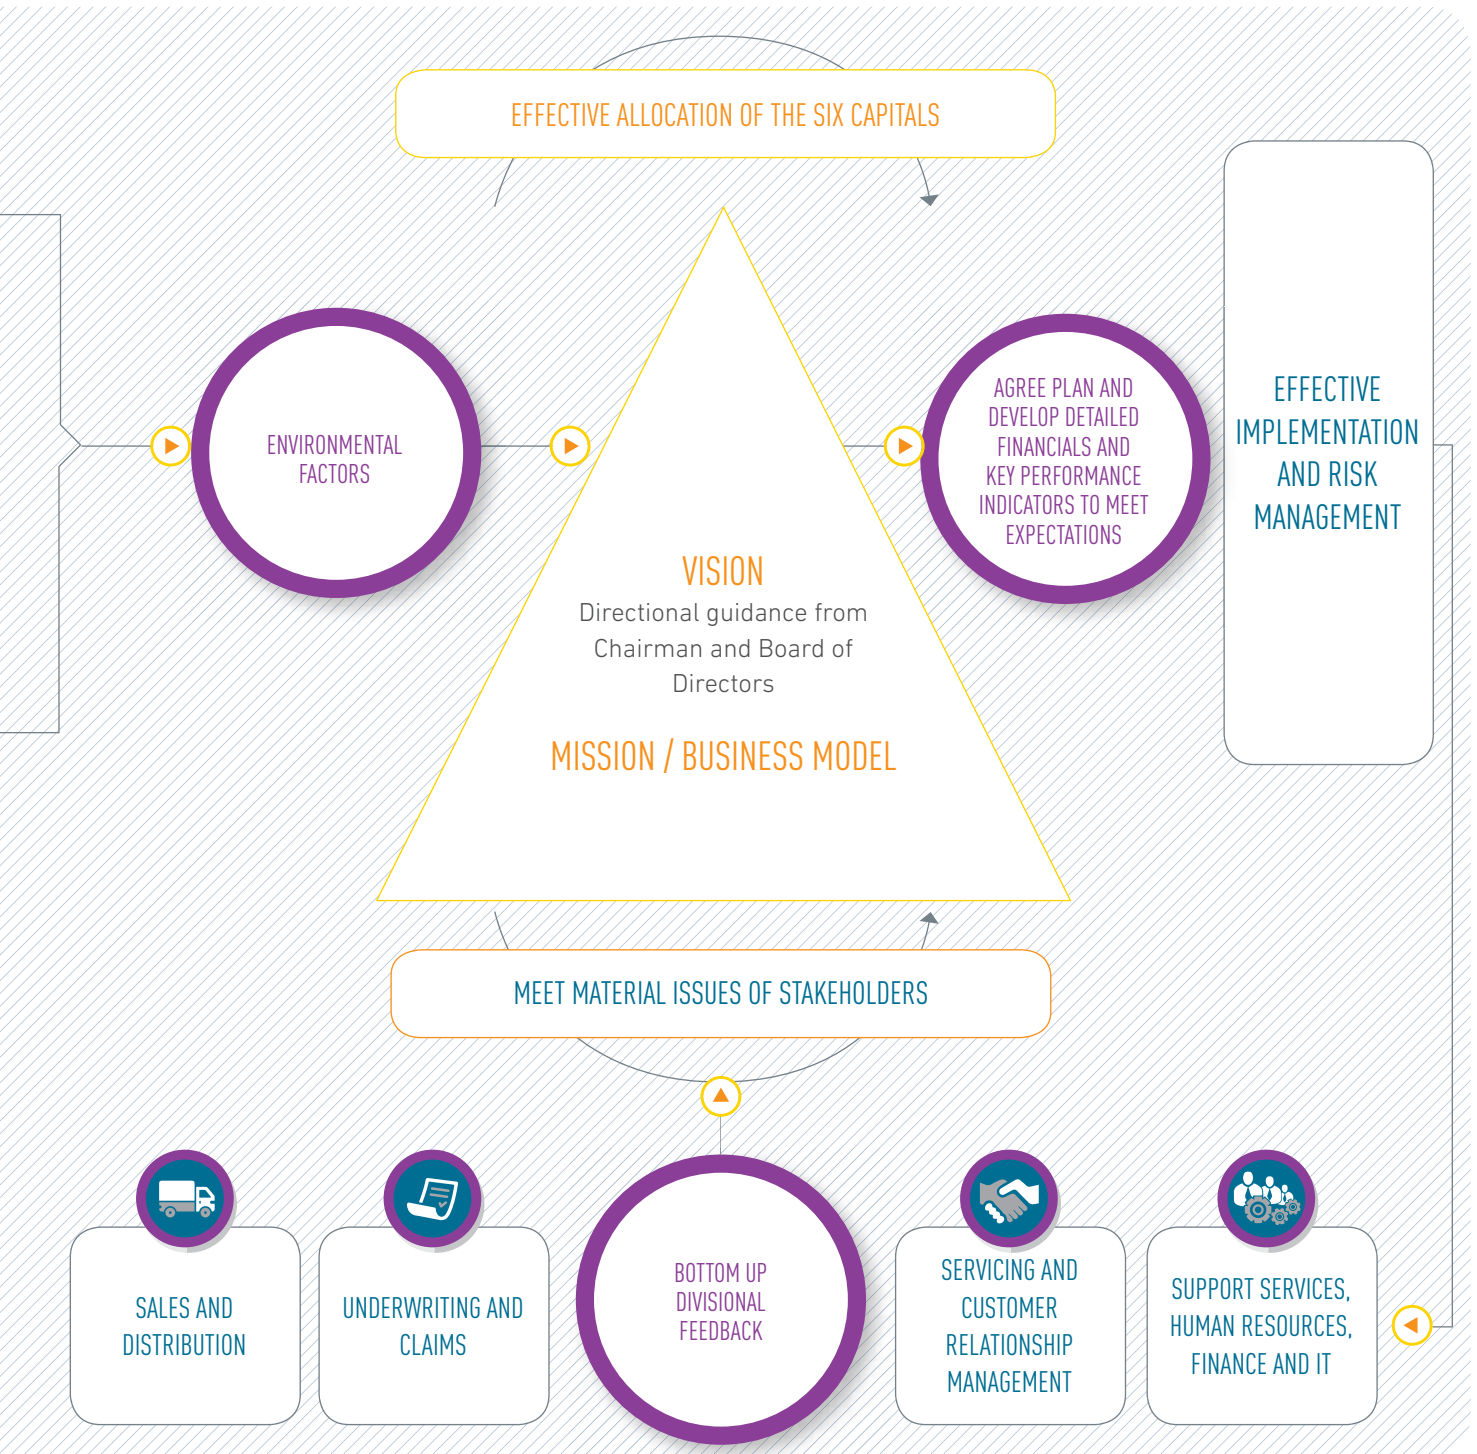 EFFECTIVE ALLOCATION OF THE SIX CAPITALS
ENVIRONMENTAL
FACTORS
VISION
Directional guidance from
Chairman and Board of
Directors
MISSION / BUSINESS MODEL
AGREE PLAN AND
DEVELOP DETAILED
FINANCIALS AND
KEY PERFORMANCE
INDICATORS TO MEET
EXPECTATIONS
EFFECTIVE
IMPLEMENTATION
AND RISK
MANAGEMENT
MEET MATERIAL ISSUES OF STAKEHOLDERS
SALES AND
DISTRIBUTION
UNDERWRITING AND
CLAIMS
BOTTOM UP
DIVISIONAL
FEEDBACK
SERVICING AND
CUSTOMER
RELATIONSHIP
MANAGEMENT
SUPPORT SERVICES,
HUMAN RESOURCES,
FINANCE AND IT